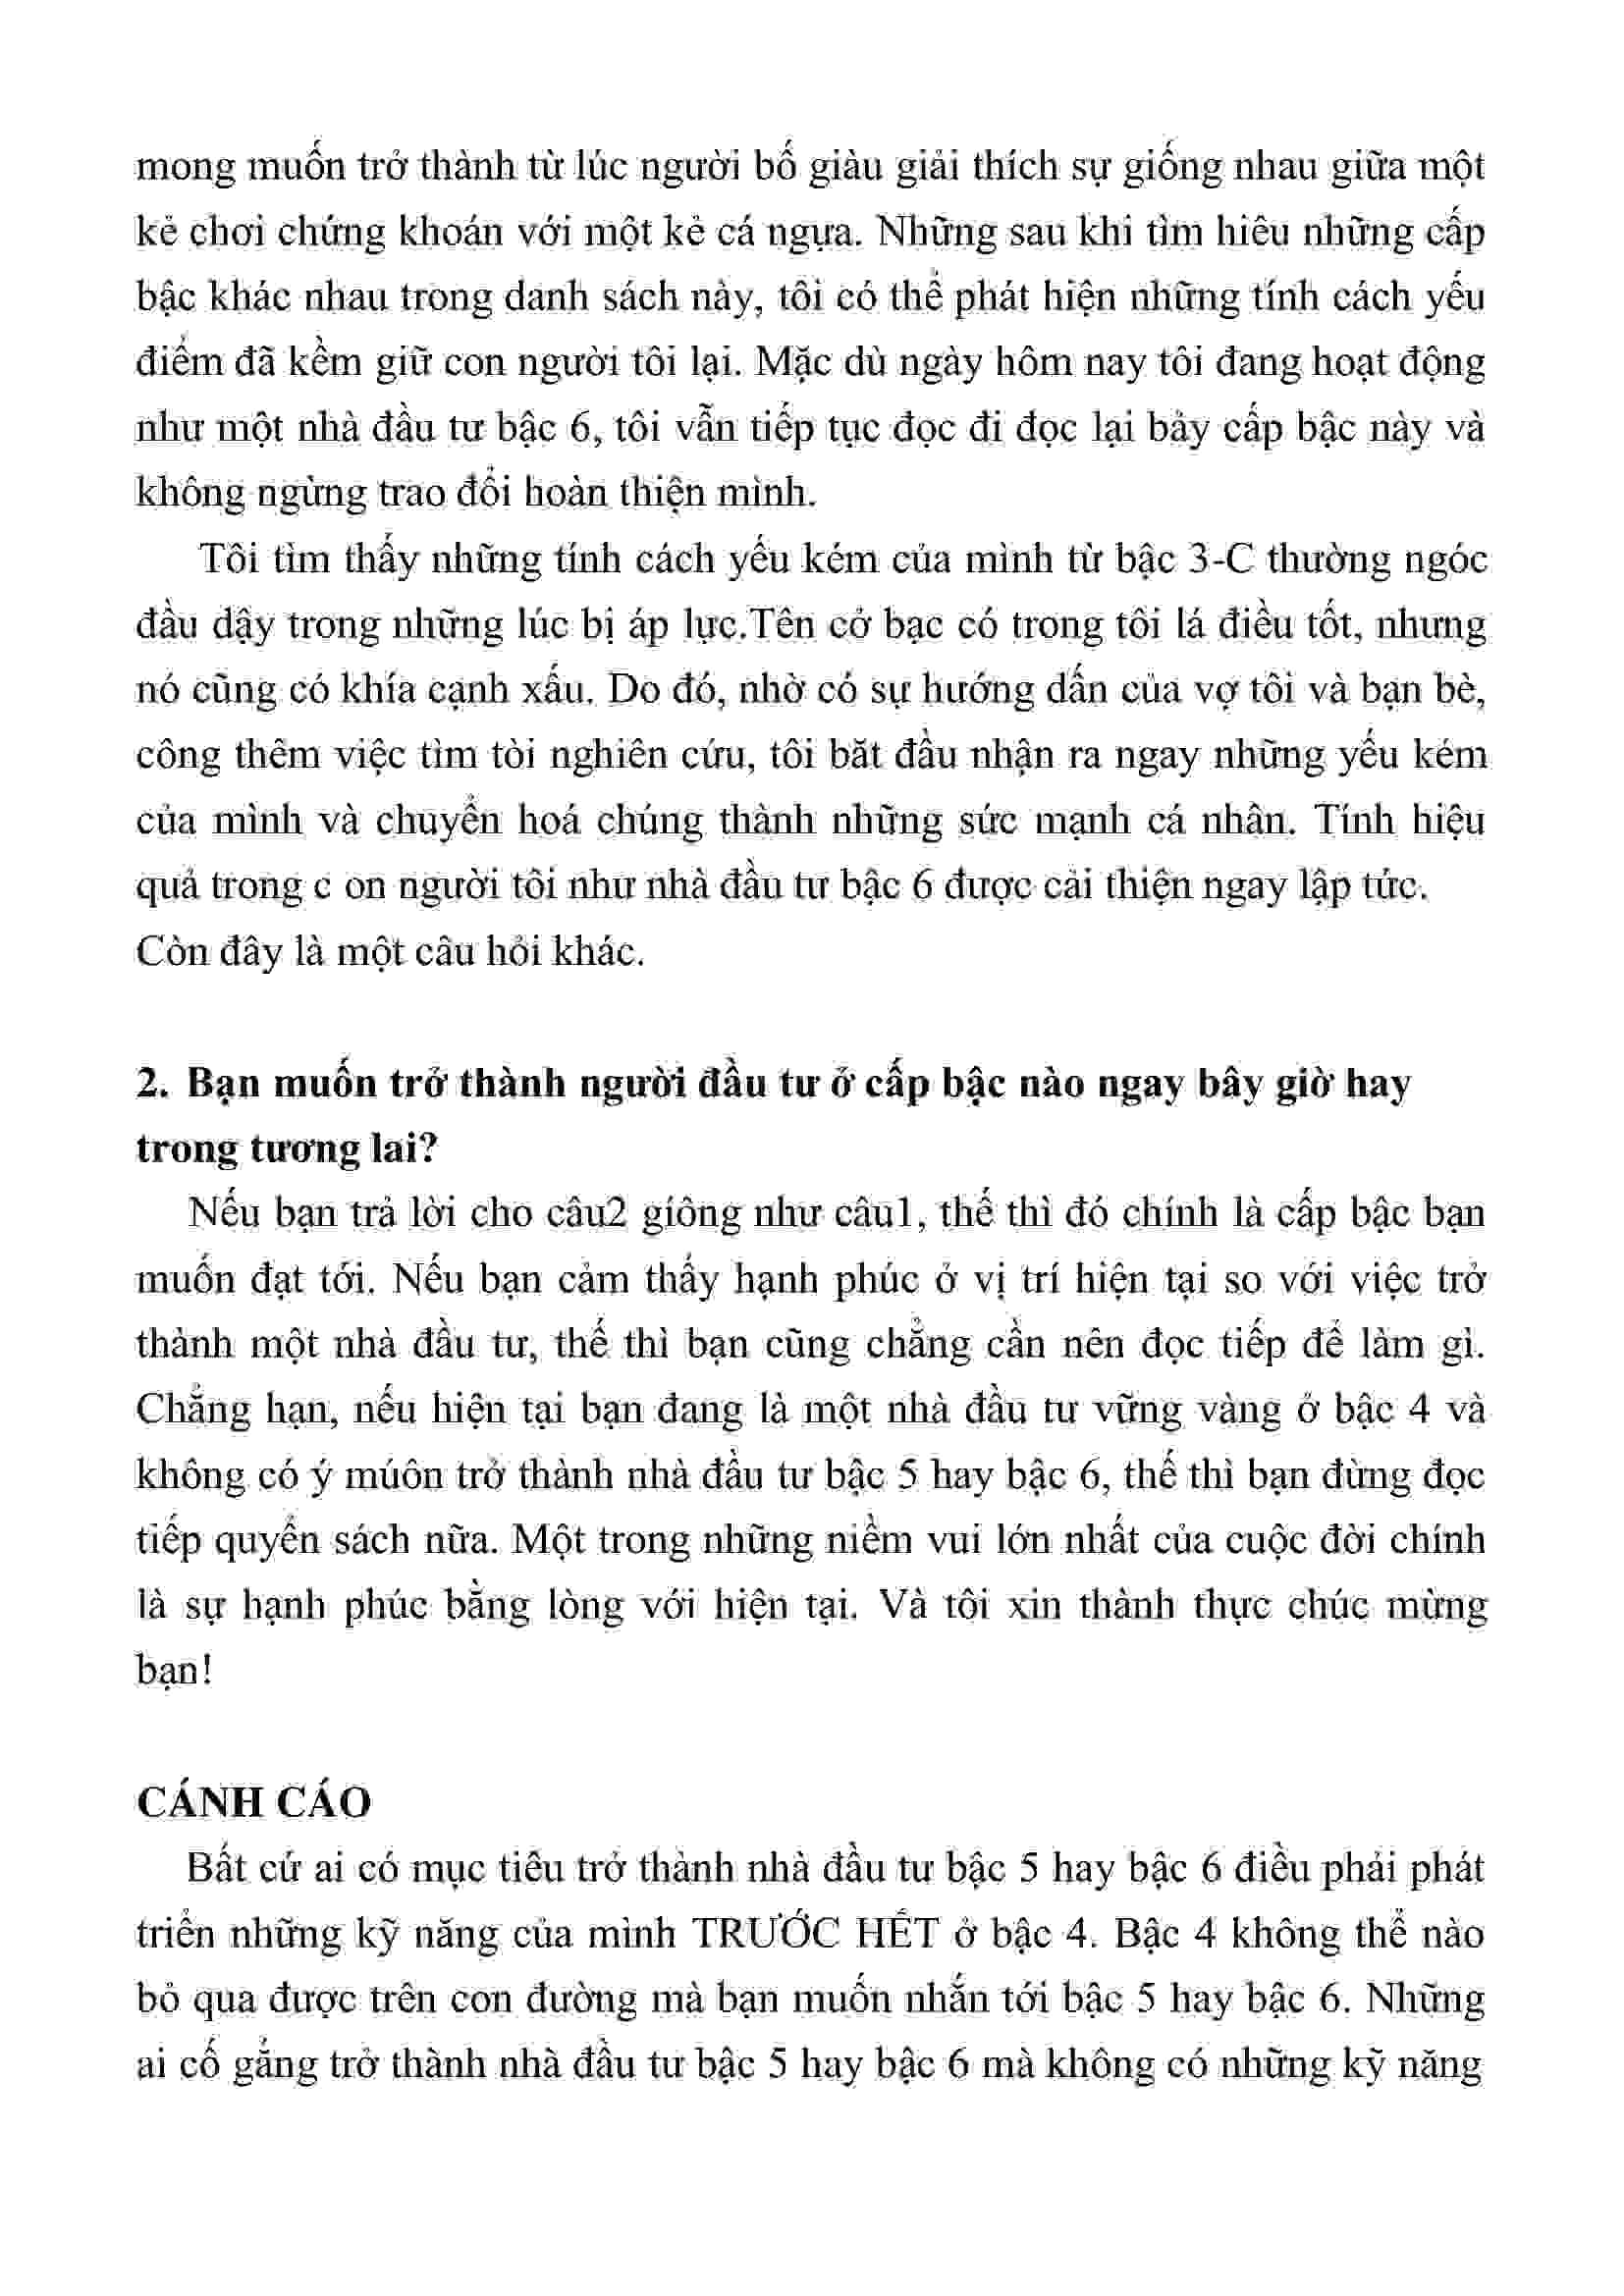 mong muốn trở thành từ lúc người bố giàu giải thích sự giống nhau giữa một
kẻ chơi chứng khoán với một kẻ cá ngựa. Những sau khi tìm hiêu những cấp
bậc khác nhau trong danh sách này, tôi có thể phát hiện những tính cách yếu
điểm đã kềm giữ con người tôi lại. Mặc dù ngày hôm nay tôi đang hoạt động
như một nhà đầu tư bậc 6, tôi vẫn tiếp tục đọc đi đọc lại bảy cấp bậc này và
không ngừng trao đổi hoàn thiện mình.
Tôi tìm thấy những tính cách yếu kém của mình từ bậc 3-C thường ngóc
đầu dậy trong những lúc bị áp lực.Tên cờ bạc có trong tôi lá điều tốt, nhưng
nó cũng có khía cạnh xấu. Do đó, nhờ có sự hướng dẫn của vợ tôi và bạn bè,
công thêm việc tìm tòi nghiên cứu, tôi băt đầu nhận ra ngay những yếu kém
của mình và chuyển hoá chúng thành những sức mạnh cá nhân. Tính hiệu
quả trong c on người tôi như nhà đầu tư bậc 6 được cải thiện ngay lập tức.
Còn đây là một câu hỏi khác.
2. Bạn muốn trở thành người đầu tư ở cấp bậc nào ngay bây giờ hay
trong tương lai?
Nếu bạn trả lời cho câu2 giông như câu1, thế thì đó chính là cấp bậc bạn
muốn đạt tới. Nếu bạn cảm thấy hạnh phúc ở vị trí hiện tại so với việc trở
thành một nhà đầu tư, thế thì bạn cũng chẳng cần nên đọc tiếp để làm gì.
Chẳng hạn, nếu hiện tại bạn đang là một nhà đầu tư vững vàng ở bậc 4 và
không có ý múôn trở thành nhà đầu tư bậc 5 hay bậc 6, thế thì bạn đừng đọc
tiếp quyển sách nữa. Một trong những niềm vui lớn nhất của cuộc đời chính
là sự hạnh phúc bằng lòng với hiện tại. Và tôi xin thành thực chúc mừng
bạn!
CÁNH CÁO
Bất cứ ai có mục tiêu trở thành nhà đầu tư bậc 5 hay bậc 6 điều phải phát
triển những kỹ năng của mình TRƯỚC HẾT ở bậc 4. Bậc 4 không thể nào
bỏ qua được trên con đường mà bạn muốn nhắn tới bậc 5 hay bậc 6. Những
ai cố gắng trở thành nhà đầu tư bậc 5 hay bậc 6 mà không có những kỹ năng